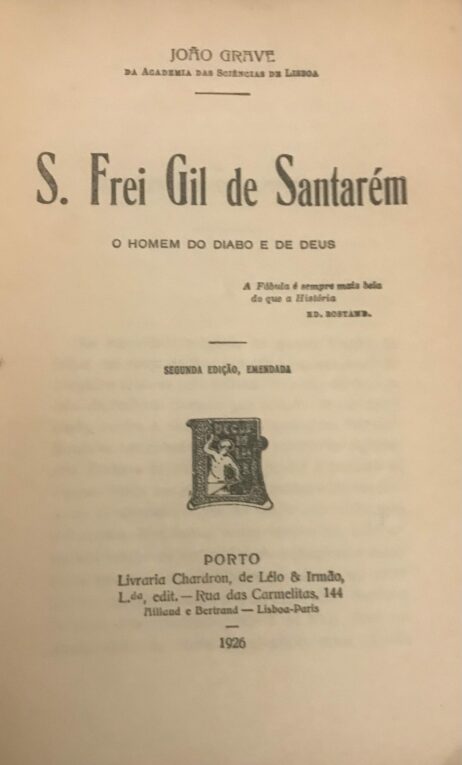 JOÃO GRAVE
DA ACADEMIA DAS SCIÊNCIAS DE LISBOA
S. Frei Gil de Santarém
O HOMEM DO DIABO E DE DEUS
A Fábula é sempre mais bela
do que a História
ED. ROSTAND.
SEGUNDA EDIÇÃO, EMENDADA
DECUS
PORTO
Livraria Chardron, de Lélo & Irmão,
L.da, edit. — Rua das Carmelitas, 144
Aillaud e Bertrand — Lisboa-Paris
1926